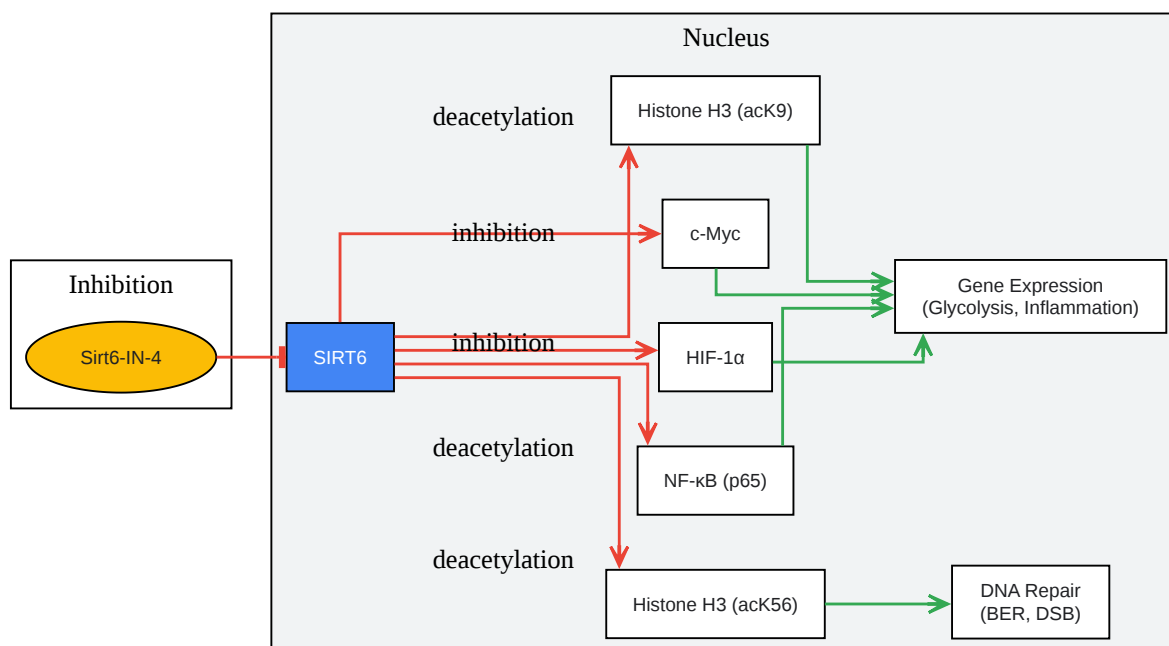 Nucleus
Histone H3 (acK9)
deacetylation
c-Myc
inhibition
Inhibition
Sirt6-IN-4
SIRT6
inhibition
HIF-1α
Gene Expression
(Glycolysis, Inflammation)
deacetylation
NF-κB (p65)
deacetylation
Histone H3 (acK56)
DNA Repair
(BER, DSB)